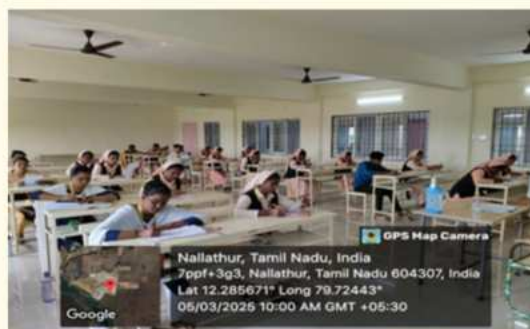 GPS Map Camera
Nallathur, Tamil Nadu, India
7ppf+3g3, Nallathur, Tamil Nadu 604307, India
Lat 12.285671° Long 79.72443°
05/03/2025 10:00 AM GMT +05:30
Google